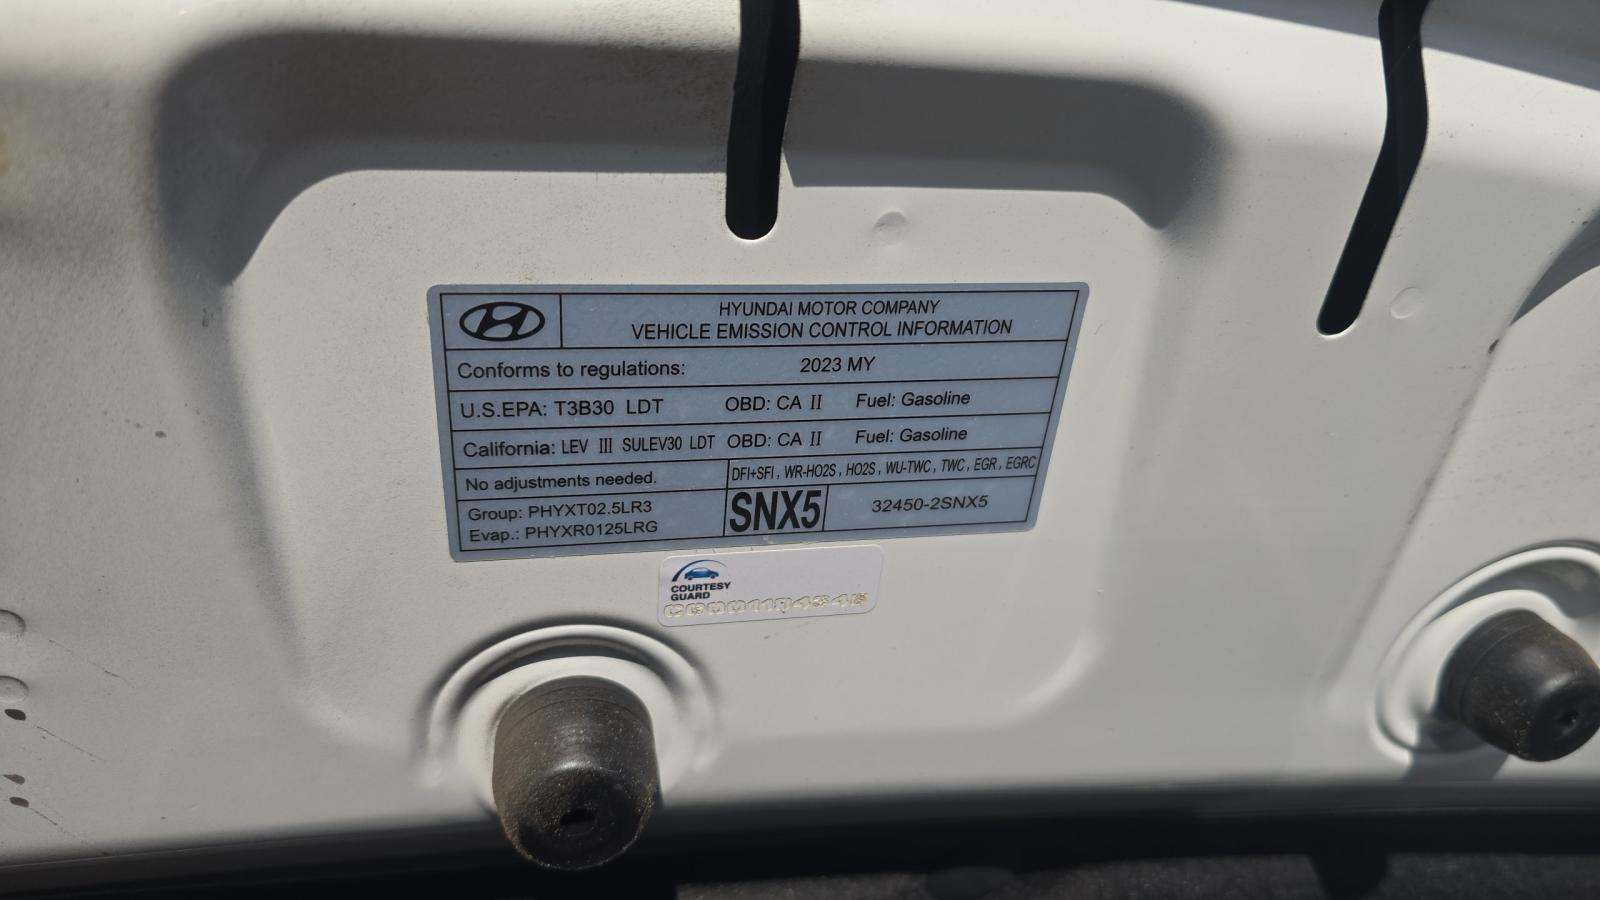 HYUNDAI MOTOR COMPANY
VEHICLE EMISSION CONTROL INFORMATION
Conforms to regulations: 2023 MY
U.S.EPA: T3B30 LDT OBD: CA II Fuel: Gasoline
California: LEV III SULEV30 LDT OBD: CA II Fuel: Gasoline
No adjustments needed. DFI+SFI, WR-HO2S, HO2S, WU-TWC, TWC, EGR, EGRC
Group: PHYXT02.5LR3
Evap.: PHYXR0125LRG
SNX5 32450-2SNX5
COURTESY
GUARD